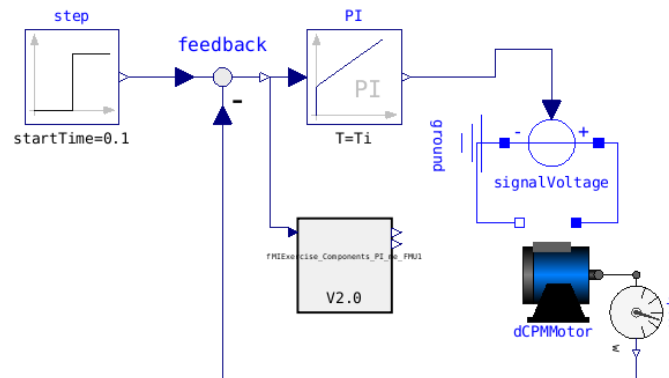 step
feedback
PI
-
PI
startTime=0.1
T=Ti
ground
-
+
signalVoltage
fMIExercise_Components_PI_me_FMU1
V2.0
dCPMMotor
w